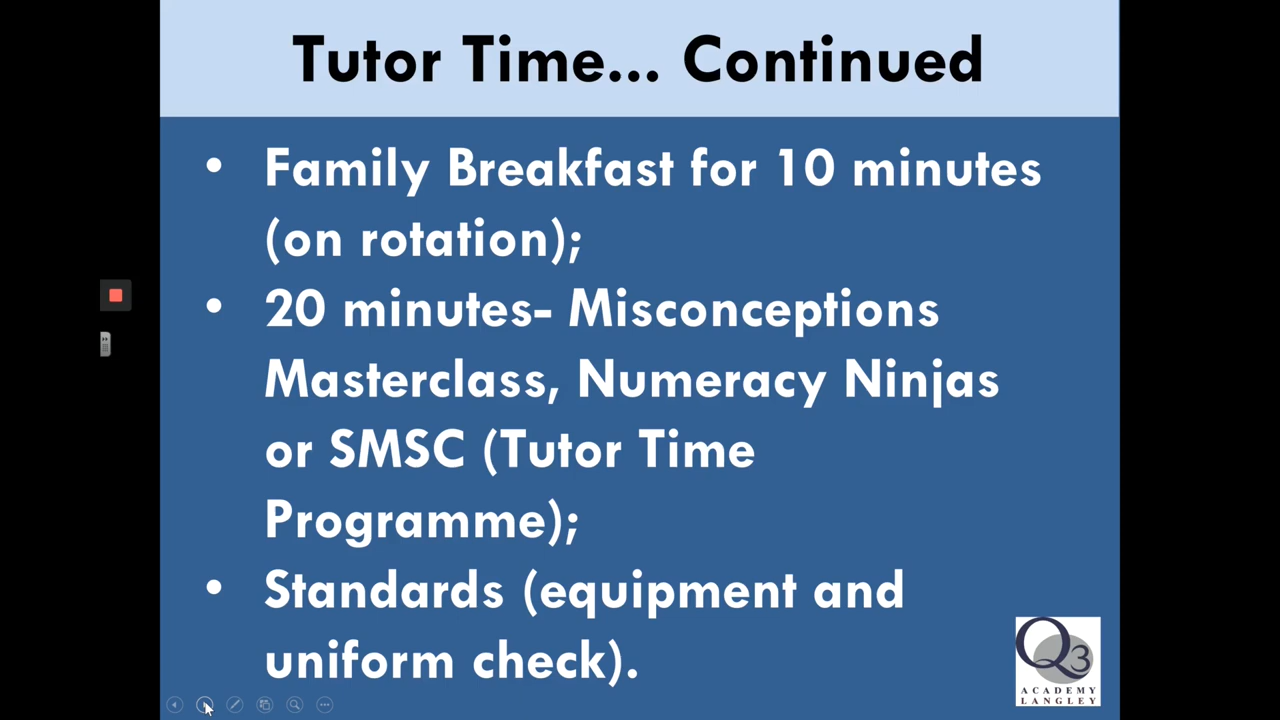 Tutor Time... Continued
• Family Breakfast for 10 minutes
(on rotation);
• 20 minutes- Misconceptions
Masterclass, Numeracy Ninjas
or SMSC (Tutor Time
Programme);
• Standards (equipment and
uniform check).
Q3
ACADEMY
LANGLEY